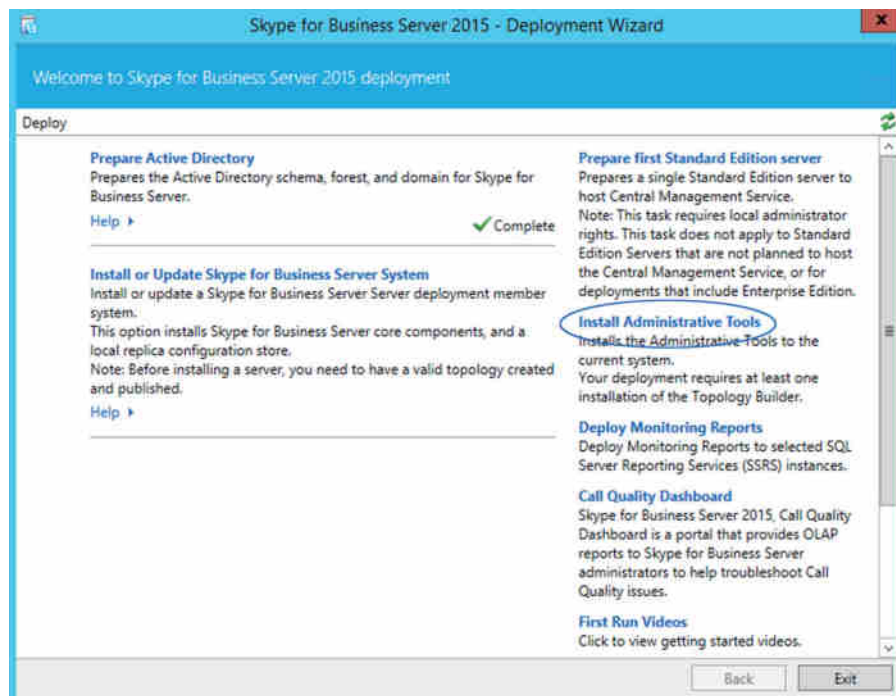 Skype for Business Server 2015 - Deployment Wizard
Welcome to Skype for Business Server 2015 deployment
Deploy
Prepare Active Directory
Prepares the Active Directory schema, forest, and domain for Skype for
Business Server.
Help
Complete
Install or Update Skype for Business Server System
Install or update a Skype for Business Server Server deployment member
system.
This option installs Skype for Business Server core components, and a
local replica configuration store.
Note: Before installing a server, you need to have a valid topology created
and published.
Help
Prepare first Standard Edition server
Prepares a single Standard Edition server to
host Central Management Service.
Note: This task requires local administrator
rights. This task does not apply to Standard
Edition Servers that are not planned to host
the Central Management Service, or for
deployments that include Enterprise Edition.
Install Administrative Tools
Installs the Administrative Tools to the
current system.
Your deployment requires at least one
installation of the Topology Builder.
Deploy Monitoring Reports
Deploy Monitoring Reports to selected SQL
Server Reporting Services (SSRS) instances.
Call Quality Dashboard
Skype for Business Server 2015, Call Quality
Dashboard is a portal that provides OLAP
reports to Skype for Business Server
administrators to help troubleshoot Call
Quality issues.
First Run Videos
Click to view getting started videos.
Back
Exit